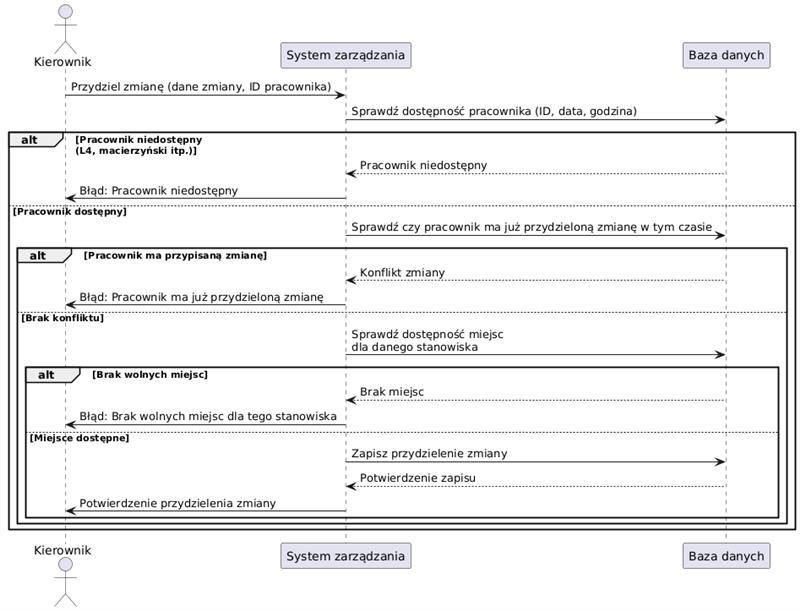 Kierownik
System zarządzania
Baza danych
Przydziel zmianę (dane zmiany, ID pracownika)
Sprawdź dostępność pracownika (ID, data, godzina)
alt
[Pracownik niedostępny
(L4, macierzyński itp.)]
Pracownik niedostępny
Błąd: Pracownik niedostępny
[Pracownik dostępny]
Sprawdź czy pracownik ma już przydzieloną zmianę w tym czasie
alt
[Pracownik ma przypisaną zmianę]
Konflikt zmiany
Błąd: Pracownik ma już przydzieloną zmianę
[Brak konfliktu]
Sprawdź dostępność miejsc
dla danego stanowiska
alt
[Brak wolnych miejsc]
Brak miejsc
Błąd: Brak wolnych miejsc dla tego stanowiska
[Miejsce dostępne]
Zapisz przydzielenie zmiany
Potwierdzenie zapisu
Potwierdzenie przydzielenia zmiany
Kierownik
System zarządzania
Baza danych